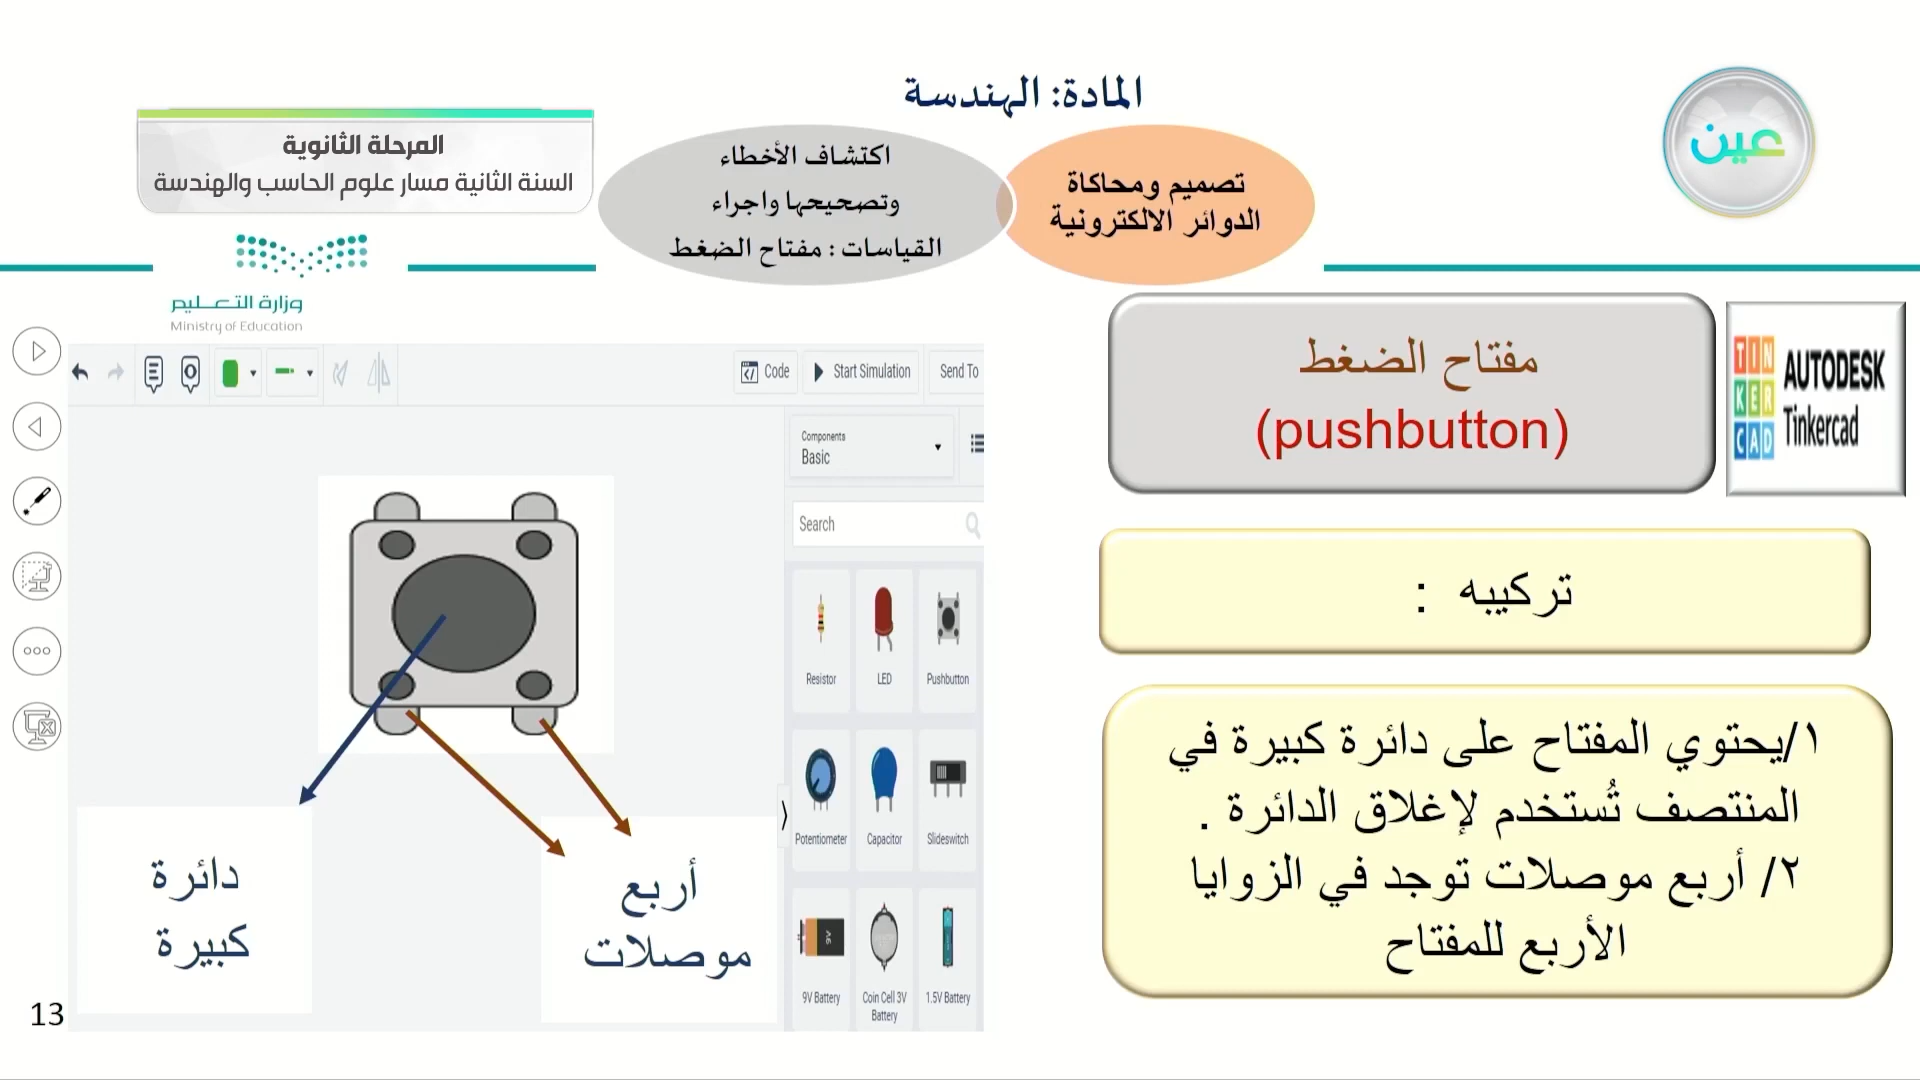 المادة: الهندسة
عين
المرحلة الثانوية
السنة الثانية مسار علوم الحاسب والهندسة
تصميم ومحاكاة
الدوائر الالكترونية
اكتشاف الأخطاء
وتصحيحها واجراء
القياسات : مفتاح الضغط
وزارة التعليم
Ministry of Education
مفتاح الضغط
(pushbutton)
TIN
KER
CAD
AUTODESK
Tinkercad
تركيبه :
١/يحتوي المفتاح على دائرة كبيرة في
المنتصف تُستخدم لإغلاق الدائرة .
٢/ أربع موصلات توجد في الزوايا
الأربع للمفتاح
Code
Start Simulation
Send To
Components
Basic
Search
Resistor
LED
Pushbutton
Potentiometer
Capacitor
Slideswitch
9V
9V Battery
Coin Cell 3V
Battery
1.5V Battery
أربع
موصلات
دائرة
كبيرة
13